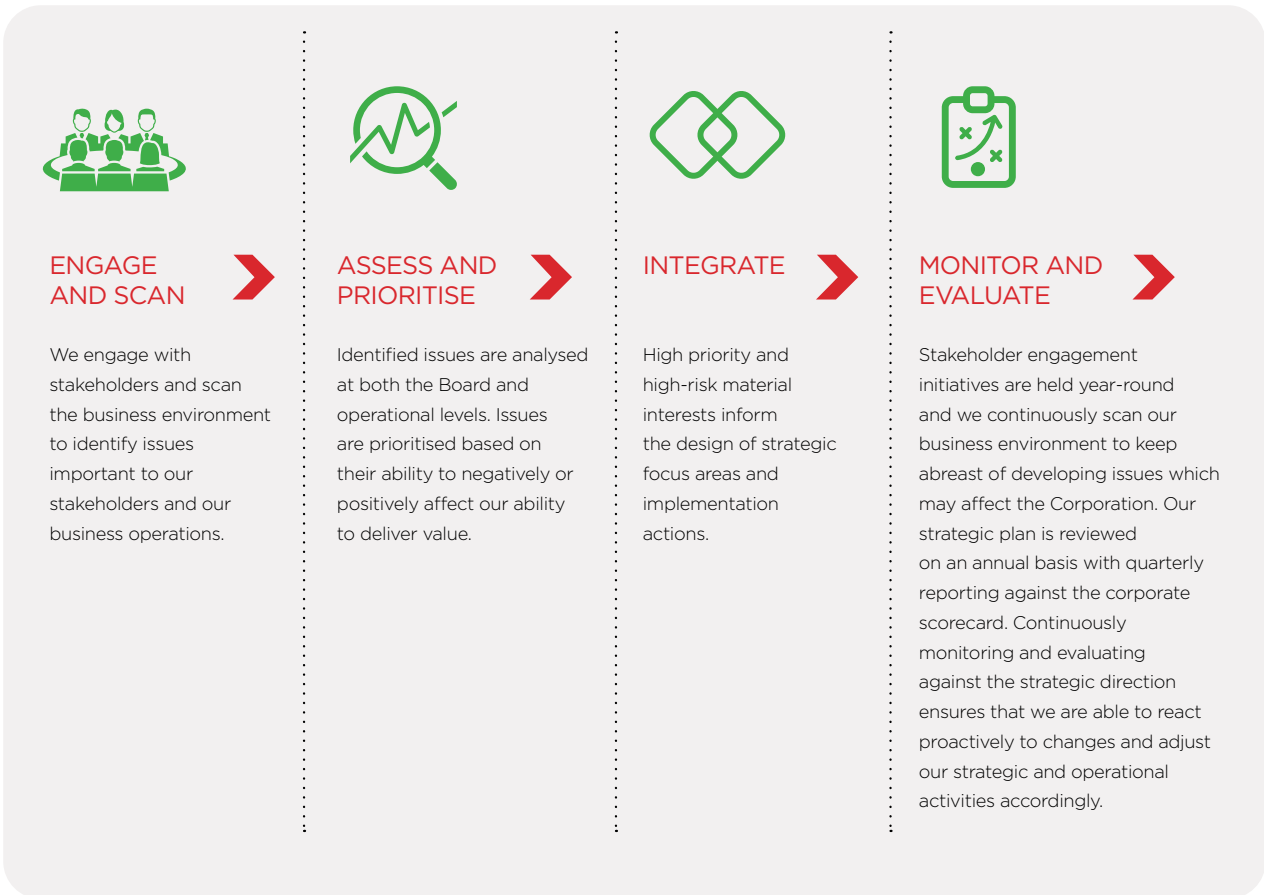 ENGAGE
AND SCAN
We engage with
stakeholders and scan
the business environment
to identify issues
important to our
stakeholders and our
business operations.
ASSESS AND
PRIORITISE
Identified issues are analysed
at both the Board and
operational levels. Issues
are prioritised based on
their ability to negatively or
positively affect our ability
to deliver value.
INTEGRATE
High priority and
high-risk material
interests inform
the design of strategic
focus areas and
implementation
actions.
MONITOR AND
EVALUATE
Stakeholder engagement
initiatives are held year-round
and we continuously scan our
business environment to keep
abreast of developing issues which
may affect the Corporation. Our
strategic plan is reviewed
on an annual basis with quarterly
reporting against the corporate
scorecard. Continuously
monitoring and evaluating
against the strategic direction
ensures that we are able to react
proactively to changes and adjust
our strategic and operational
activities accordingly.